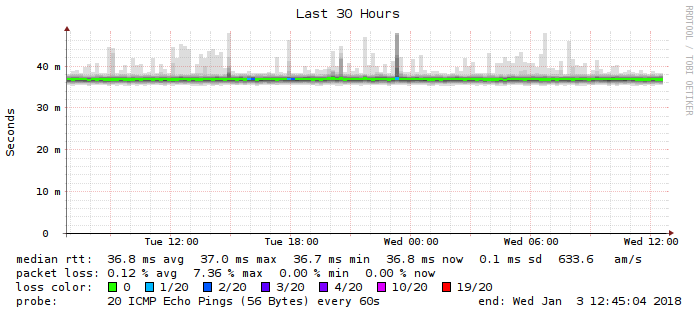 Last 30 Hours
RRDTOOL / TOBI OETIKER
Seconds
40 m
30 m
20 m
10 m
0
Tue 12:00 Tue 18:00 Wed 00:00 Wed 06:00 Wed 12:00
median rtt: 36.8 ms avg 37.0 ms max 36.7 ms min 36.8 ms now 0.1 ms sd 633.6 am/s
packet loss: 0.12 % avg 7.36 % max 0.00 % min 0.00 % now
loss color: 0 1/20 2/20 3/20 4/20 10/20 19/20
probe: 20 ICMP Echo Pings (56 Bytes) every 60s end: Wed Jan 3 12:45:04 2018